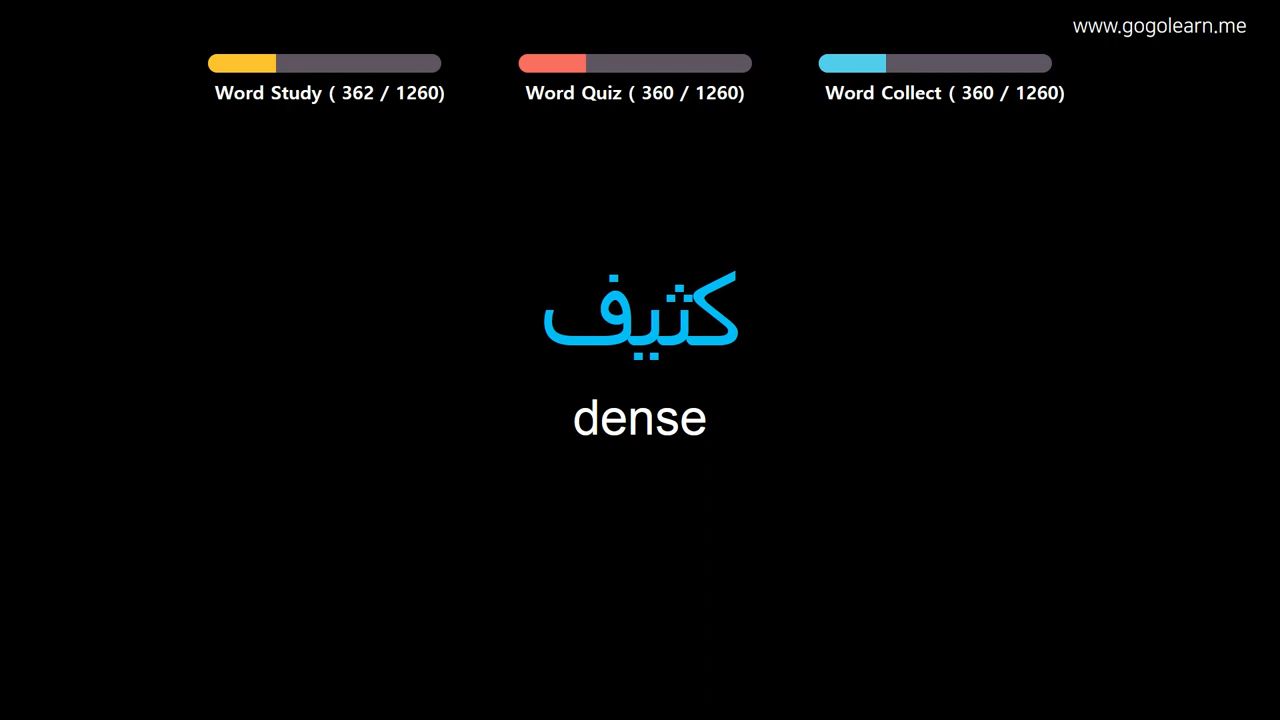 www.gogolearn.me
Word Study ( 362 / 1260)
Word Quiz ( 360 / 1260)
Word Collect ( 360 / 1260)
كثيف
dense